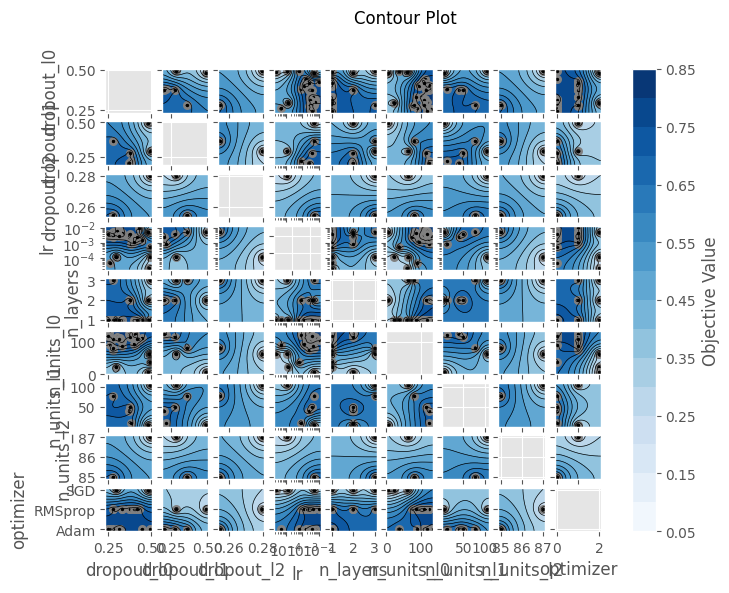 Contour Plot
dropout_l0
0.50
0.25
dropout_l1
0.50
0.25
dropout_l2
0.28
0.26
lr
10⁻²
10⁻³
10⁻⁴
n_layers
3
2
1
n_units_l0
100
0
n_units_l1
100
50
n_units_l2
87
86
85
optimizer
SGD
RMSprop
Adam
0.25 0.50
0.25 0.50
0.26 0.28
1 2 3
0 100
50 100
85 86 87
0 2
dropout_l0 dropout_l1 dropout_l2 lr n_layers n_units_l0 n_units_l1 n_units_l2 optimizer
0.85
0.75
0.65
0.55
0.45
0.35
0.25
0.15
0.05
Objective Value